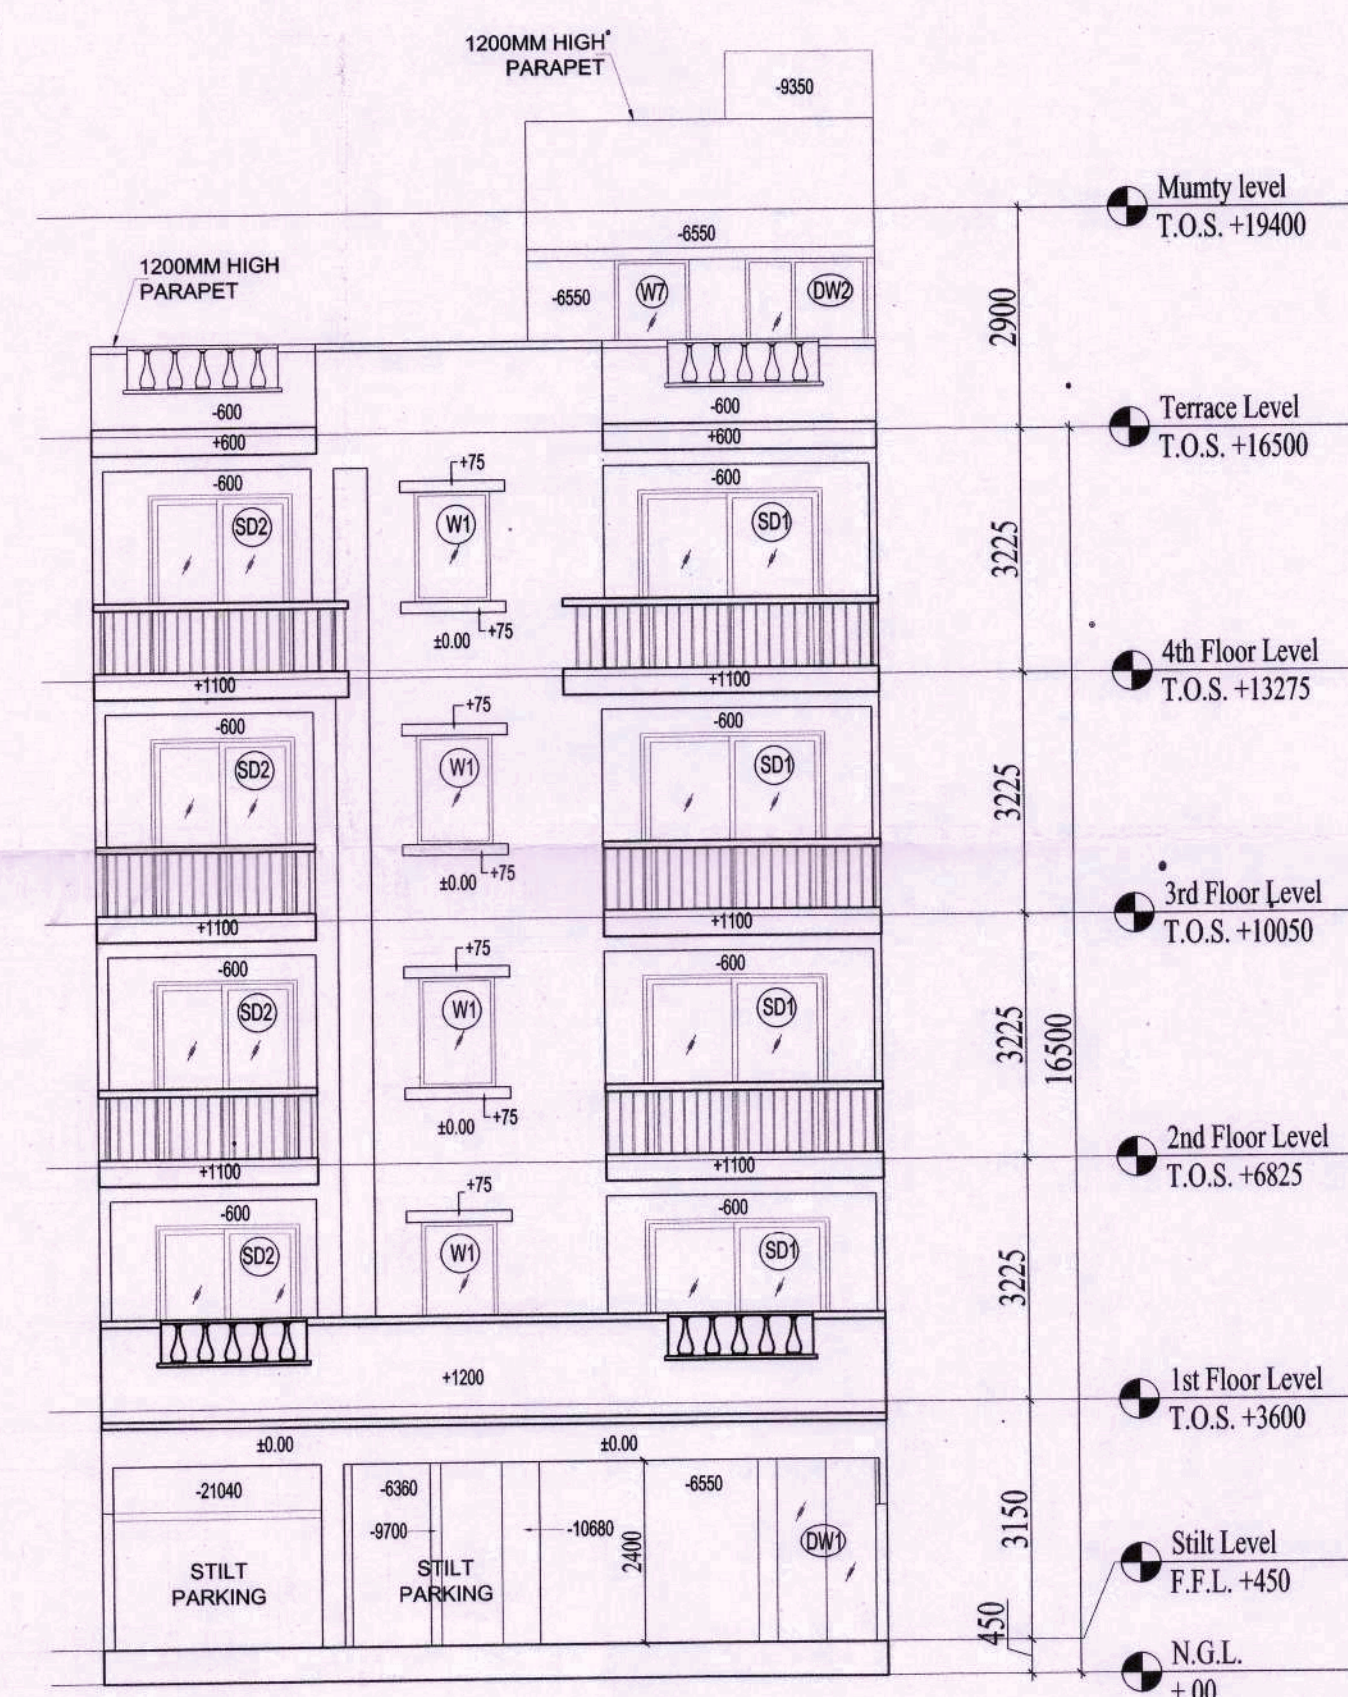 1200MM HIGH
PARAPET
-9350
Mumty level
T.O.S. +19400
-6550
1200MM HIGH
PARAPET
-6550
W7
DW2
2900
-600
-600
Terrace Level
T.O.S. +16500
+600
+600
+75
-600
-600
SD2
W1
SD1
3225
±0.00
+75
4th Floor Level
T.O.S. +13275
+1100
+1100
+75
-600
-600
SD2
W1
SD1
3225
±0.00
+75
3rd Floor Level
T.O.S. +10050
+1100
+1100
+75
-600
-600
SD2
W1
SD1
3225
16500
±0.00
+75
2nd Floor Level
T.O.S. +6825
+1100
+1100
+75
-600
-600
SD2
W1
SD1
3225
+1200
1st Floor Level
T.O.S. +3600
±0.00
±0.00
-21040
-6360
-6550
-9700
-10680
2400
DW1
3150
STILT
PARKING
STILT
PARKING
Stilt Level
F.F.L. +450
450
N.G.L.
+.00